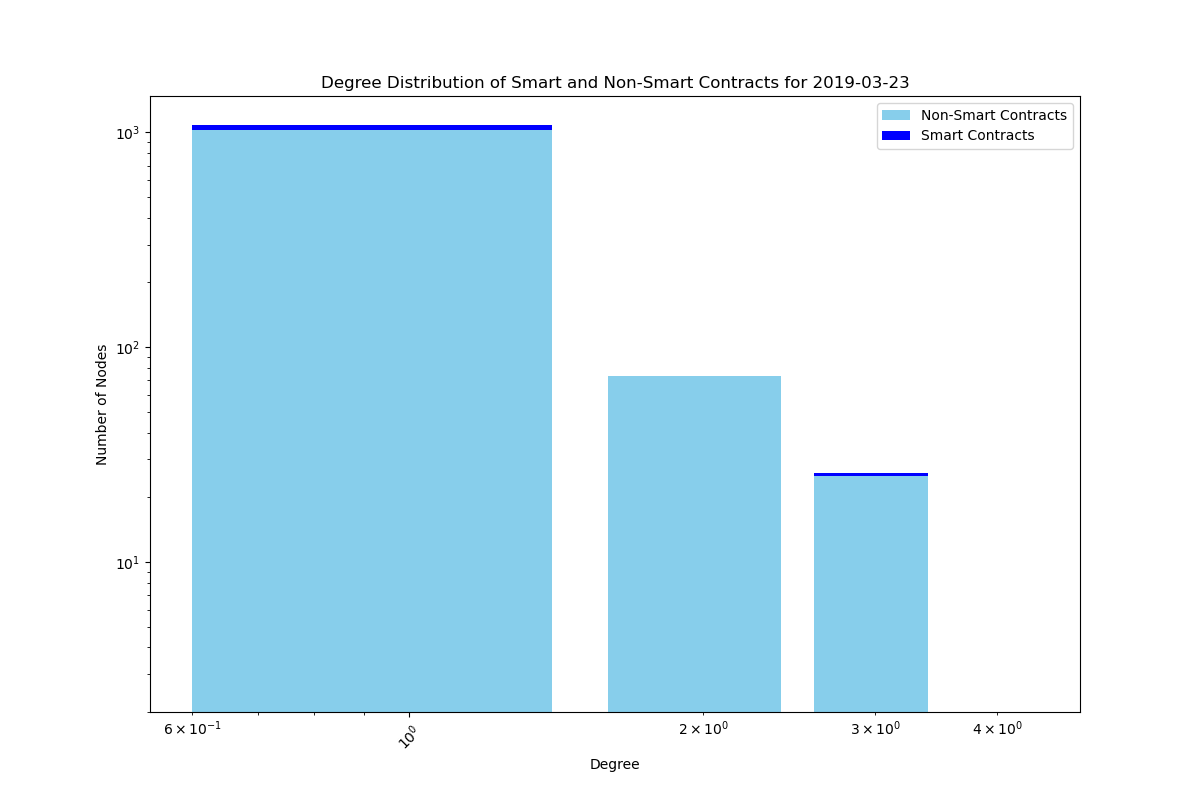 Degree Distribution of Smart and Non-Smart Contracts for 2019-03-23
Non-Smart Contracts
Smart Contracts
10³
10²
10¹
Number of Nodes
6 × 10⁻¹
10⁰
2 × 10⁰
3 × 10⁰
4 × 10⁰
Degree